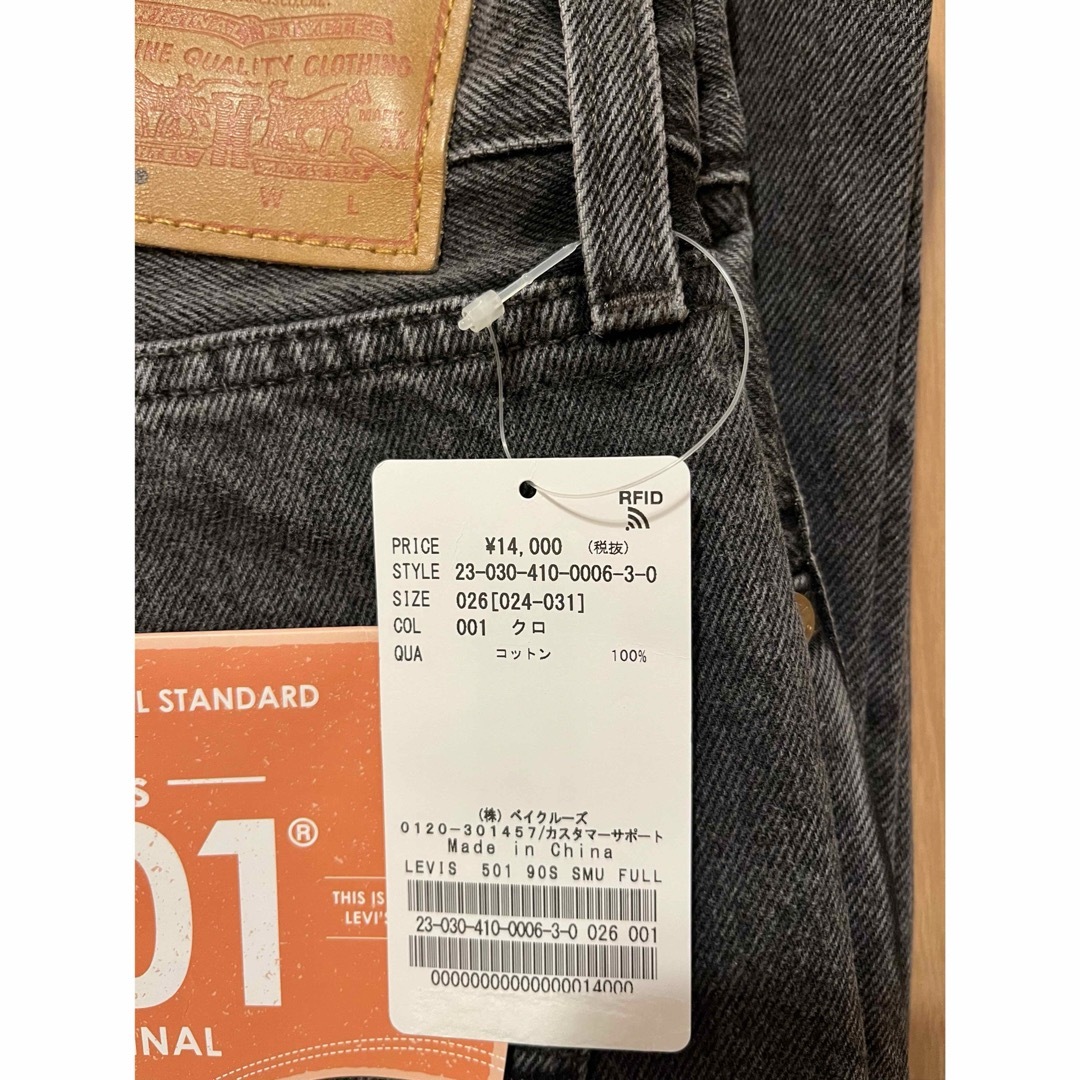 QUALITY CLOTHING
W L
RFID
PRICE ¥14,000 (税抜)
STYLE 23-030-410-0006-3-0
SIZE 026[024-031]
COL 001 クロ
QUA コットン 100%
(株) ベイクルーズ
0120-301457/カスタマーサポート
Made in China
LEVIS 501 90S SMU FULL
23-030-410-0006-3-0 026 001
00000000000000014000
L STANDARD
S
01®
THIS IS
LEVI'S
INAL